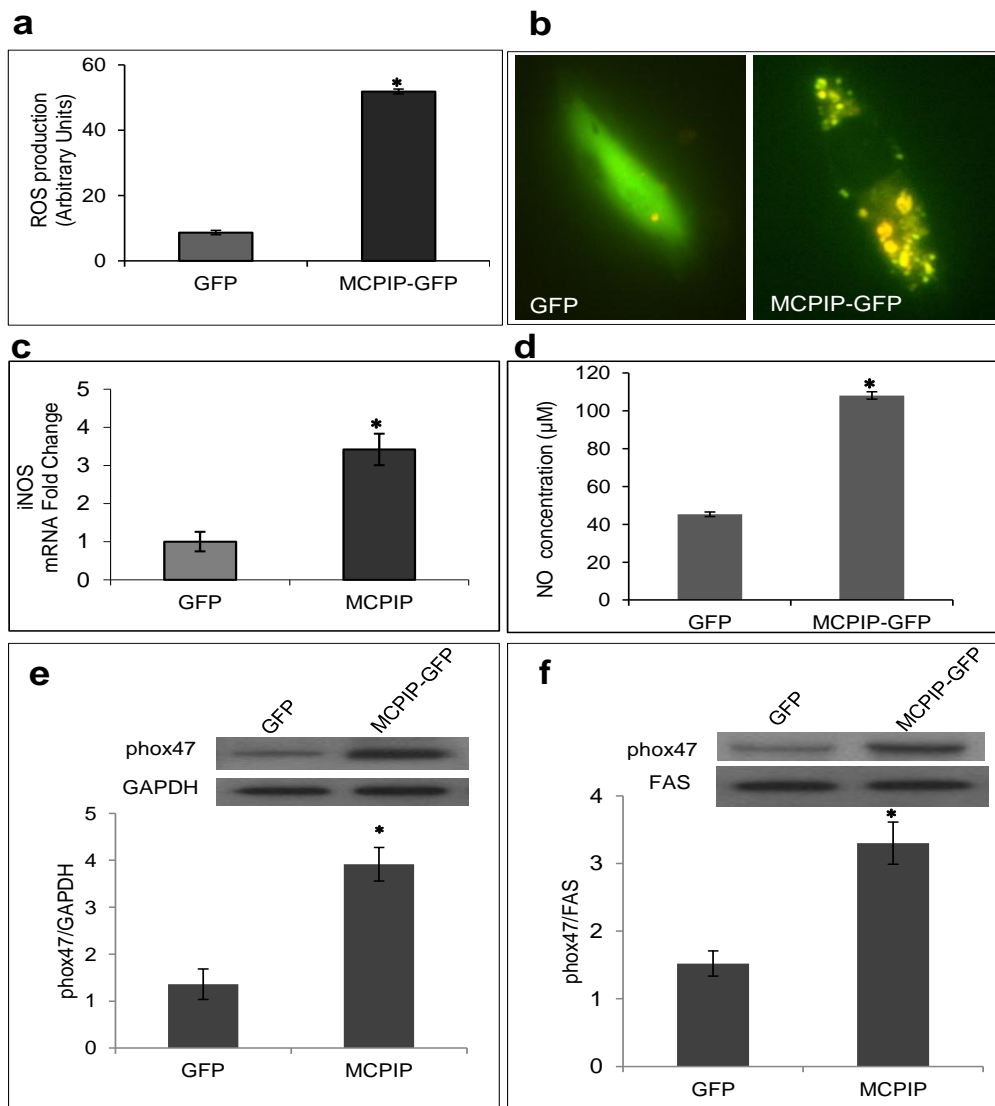 a
ROS production
(Arbitrary Units)
60
40
20
0
*
GFP
MCPIP-GFP
b
GFP
MCPIP-GFP
c
iNOS
mRNA Fold Change
5
4
3
2
1
0
*
GFP
MCPIP
d
NO concentration (µM)
120
100
80
60
40
20
0
*
GFP
MCPIP-GFP
e
GFP
MCPIP-GFP
phox47
GAPDH
phox47/GAPDH
5
4
3
2
1
0
*
GFP
MCPIP
f
GFP
MCPIP-GFP
phox47
FAS
phox47/FAS
4
3
2
1
0
*
GFP
MCPIP